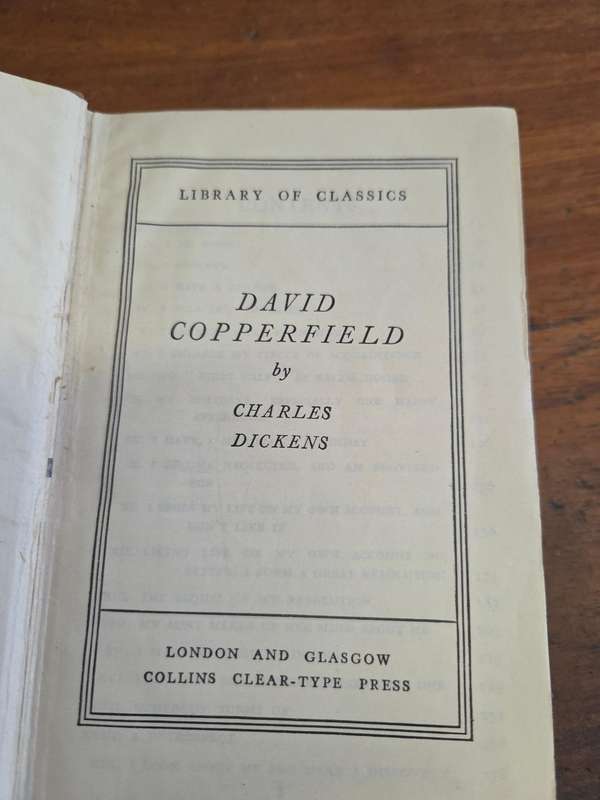 LIBRARY OF CLASSICS
DAVID
COPPERFIELD
by
CHARLES
DICKENS
LONDON AND GLASGOW
COLLINS CLEAR-TYPE PRESS